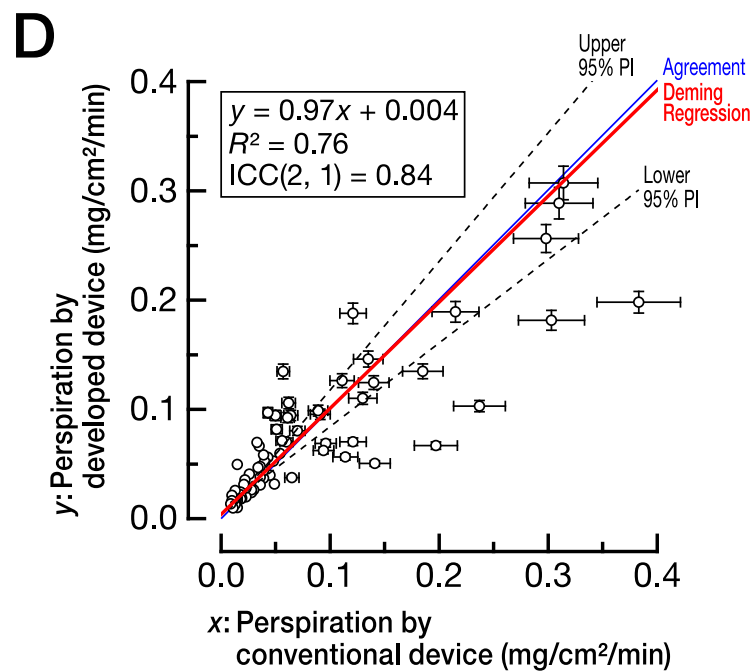 D
Upper
95% PI
Agreement
Deming
Regression
Lower
95% PI
y = 0.97x + 0.004
R² = 0.76
ICC(2, 1) = 0.84
0.4
0.3
0.2
0.1
0.0
y: Perspiration by
developed device (mg/cm²/min)
0.0 0.1 0.2 0.3 0.4
x: Perspiration by
conventional device (mg/cm²/min)